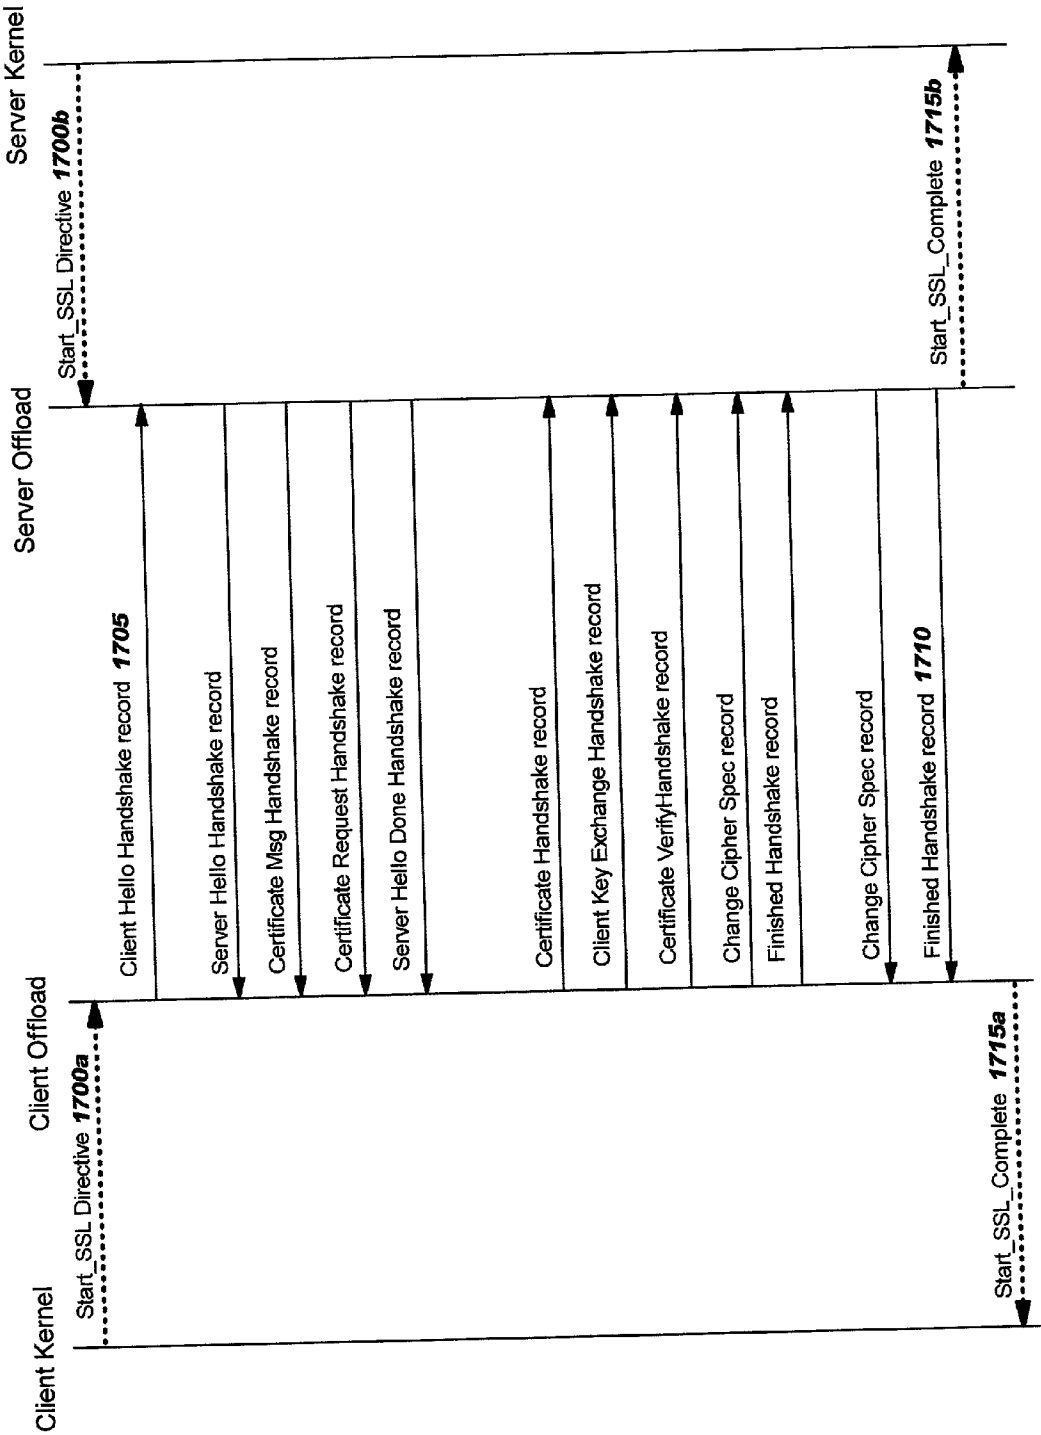 Client Kernel
Client Offload
Server Offload
Server Kernel
Start_SSL Directive 1700a
Start_SSL Directive 1700b
Client Hello Handshake record 1705
Server Hello Handshake record
Certificate Msg Handshake record
Certificate Request Handshake record
Server Hello Done Handshake record
Certificate Handshake record
Client Key Exchange Handshake record
Certificate VerifyHandshake record
Change Cipher Spec record
Finished Handshake record
Change Cipher Spec record
Finished Handshake record 1710
Start_SSL_Complete 1715b
Start_SSL_Complete 1715a